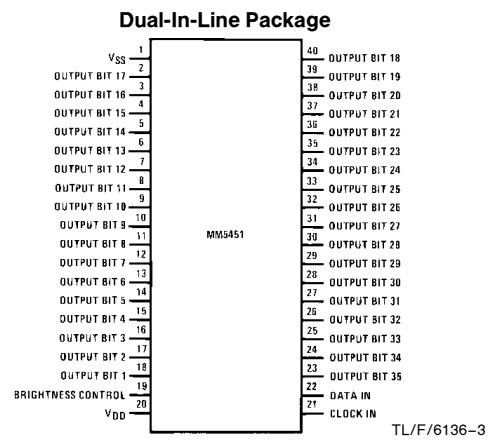 Dual-In-Line Package
1
VSS
2
OUTPUT BIT 17
3
OUTPUT BIT 16
4
OUTPUT BIT 15
5
OUTPUT BIT 14
6
OUTPUT BIT 13
7
OUTPUT BIT 12
8
OUTPUT BIT 11
9
OUTPUT BIT 10
10
OUTPUT BIT 9
11
OUTPUT BIT 8
12
OUTPUT BIT 7
13
OUTPUT BIT 6
14
OUTPUT BIT 5
15
OUTPUT BIT 4
16
OUTPUT BIT 3
17
OUTPUT BIT 2
18
OUTPUT BIT 1
19
BRIGHTNESS CONTROL
20
VDD
MM5451
40
OUTPUT BIT 18
39
OUTPUT BIT 19
38
OUTPUT BIT 20
37
OUTPUT BIT 21
36
OUTPUT BIT 22
35
OUTPUT BIT 23
34
OUTPUT BIT 24
33
OUTPUT BIT 25
32
OUTPUT BIT 26
31
OUTPUT BIT 27
30
OUTPUT BIT 28
29
OUTPUT BIT 29
28
OUTPUT BIT 30
27
OUTPUT BIT 31
26
OUTPUT BIT 32
25
OUTPUT BIT 33
24
OUTPUT BIT 34
23
OUTPUT BIT 35
22
DATA IN
21
CLOCK IN
TL/F/6136–3